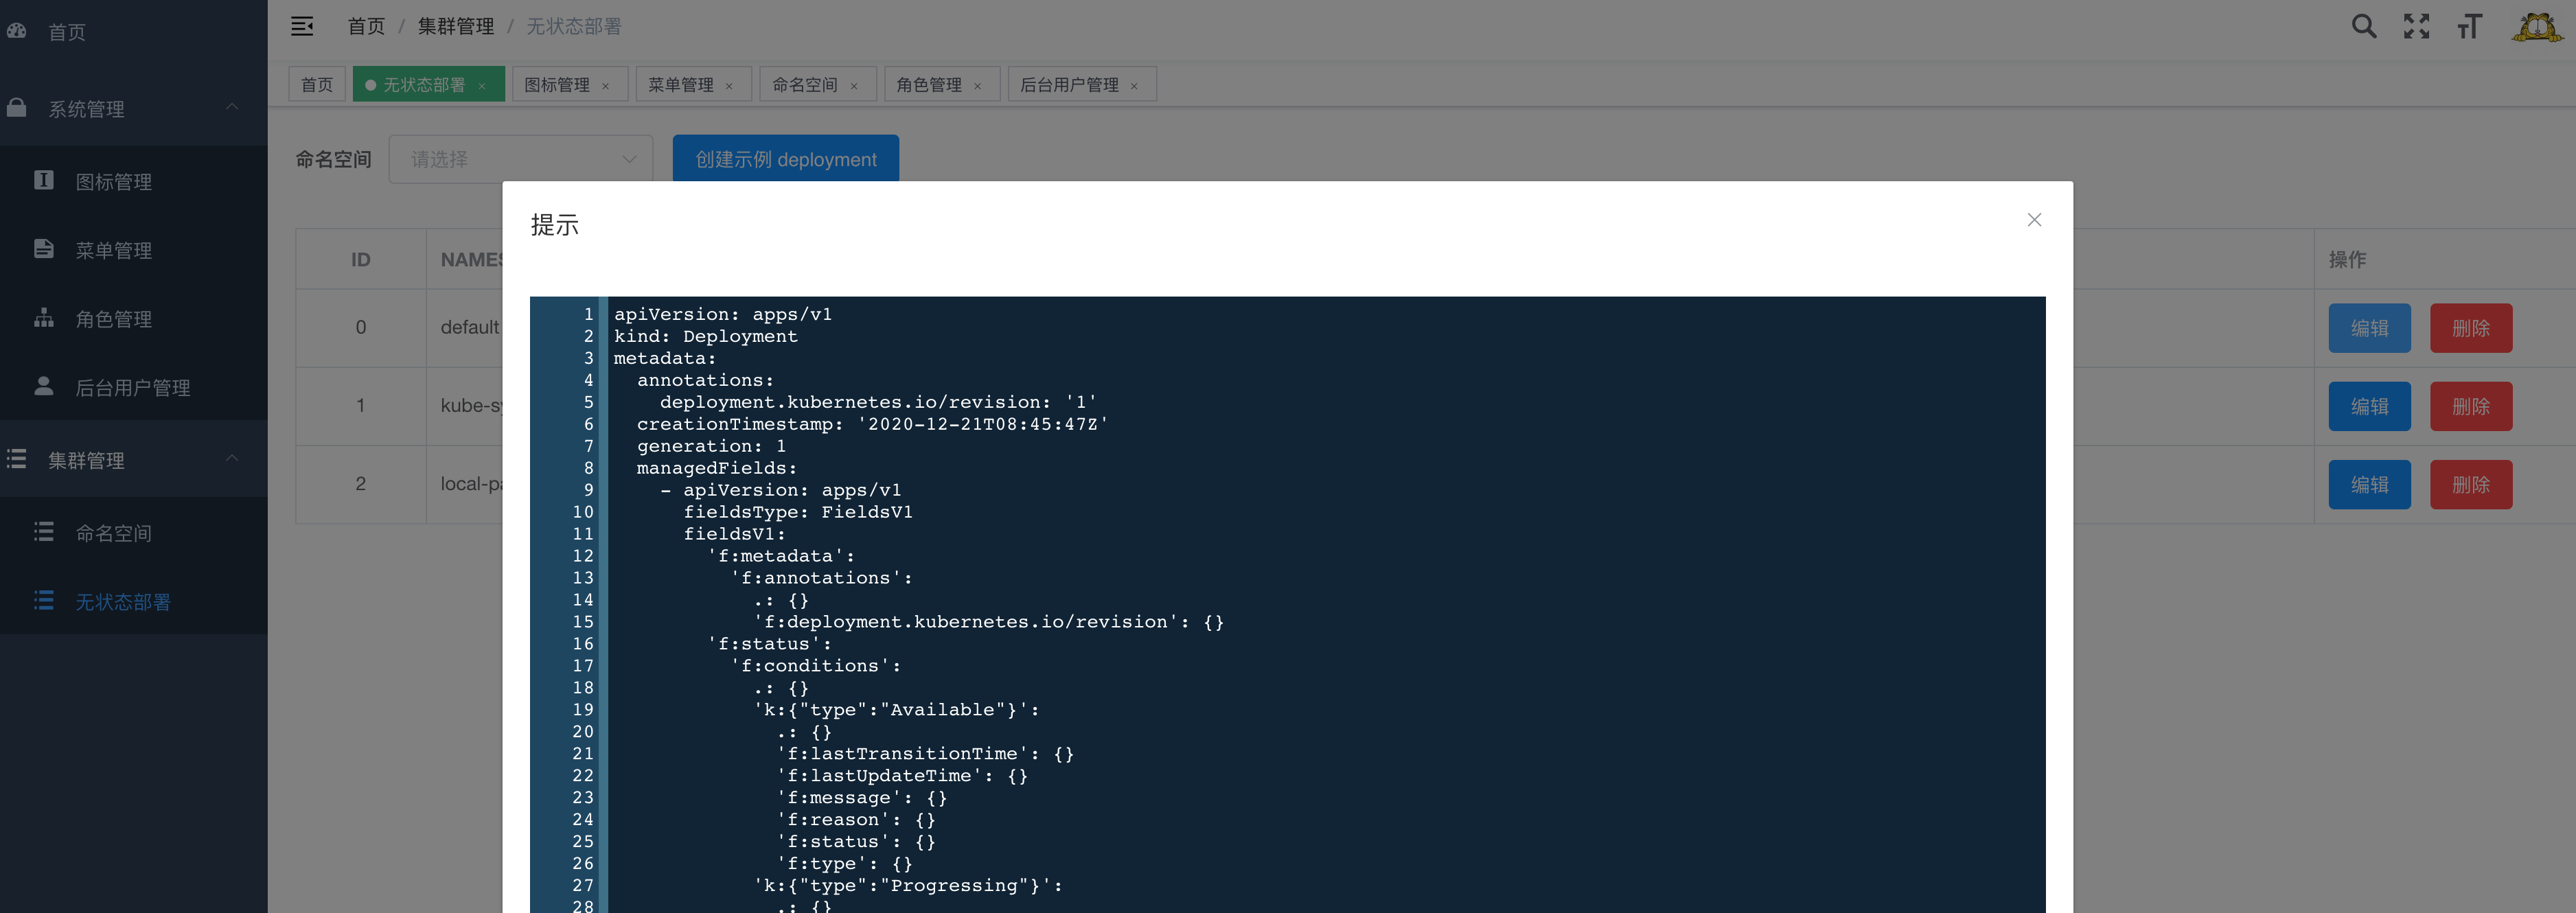 首页
系统管理
图标管理
菜单管理
角色管理
后台用户管理
集群管理
命名空间
无状态部署
首页 / 集群管理 / 无状态部署
首页
无状态部署 ×
图标管理 ×
菜单管理 ×
命名空间 ×
角色管理 ×
后台用户管理 ×
命名空间 请选择 创建示例 deployment
ID NAMES 操作
0 default 编辑 删除
1 kube-sy 编辑 删除
2 local-pa 编辑 删除
提示
1 apiVersion: apps/v1
2 kind: Deployment
3 metadata:
4   annotations:
5     deployment.kubernetes.io/revision: '1'
6   creationTimestamp: '2020-12-21T08:45:47Z'
7   generation: 1
8   managedFields:
9     - apiVersion: apps/v1
10       fieldsType: FieldsV1
11       fieldsV1:
12         'f:metadata':
13           'f:annotations':
14             .: {}
15             'f:deployment.kubernetes.io/revision': {}
16         'f:status':
17           'f:conditions':
18             .: {}
19             'k:{"type":"Available"}':
20               .: {}
21               'f:lastTransitionTime': {}
22               'f:lastUpdateTime': {}
23               'f:message': {}
24               'f:reason': {}
25               'f:status': {}
26               'f:type': {}
27             'k:{"type":"Progressing"}':
28               .: {}